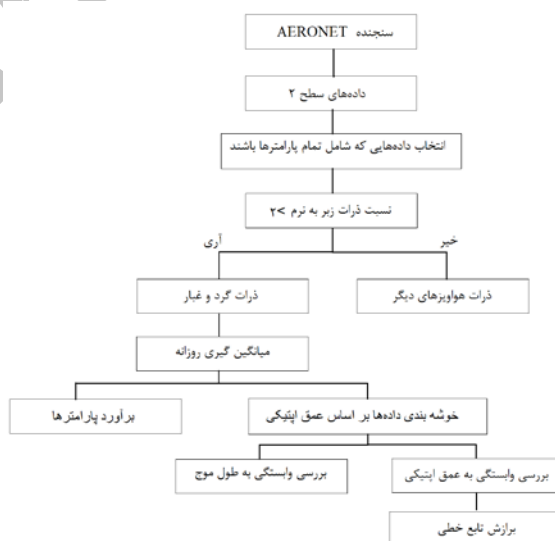 سنجنده AERONET
داده‌های سطح ۲
انتخاب داده‌هایی که شامل تمام پارامترها باشند
نسبت ذرات زبر به نرم >۲
آری
خیر
ذرات گرد و غبار
ذرات هواویزهای دیگر
میانگین گیری روزانه
خوشه بندی داده‌ها بر اساس عمق اپتیکی
برآورد پارامترها
بررسی وابستگی به عمق اپتیکی
بررسی وابستگی به طول موج
برازش تابع خطی